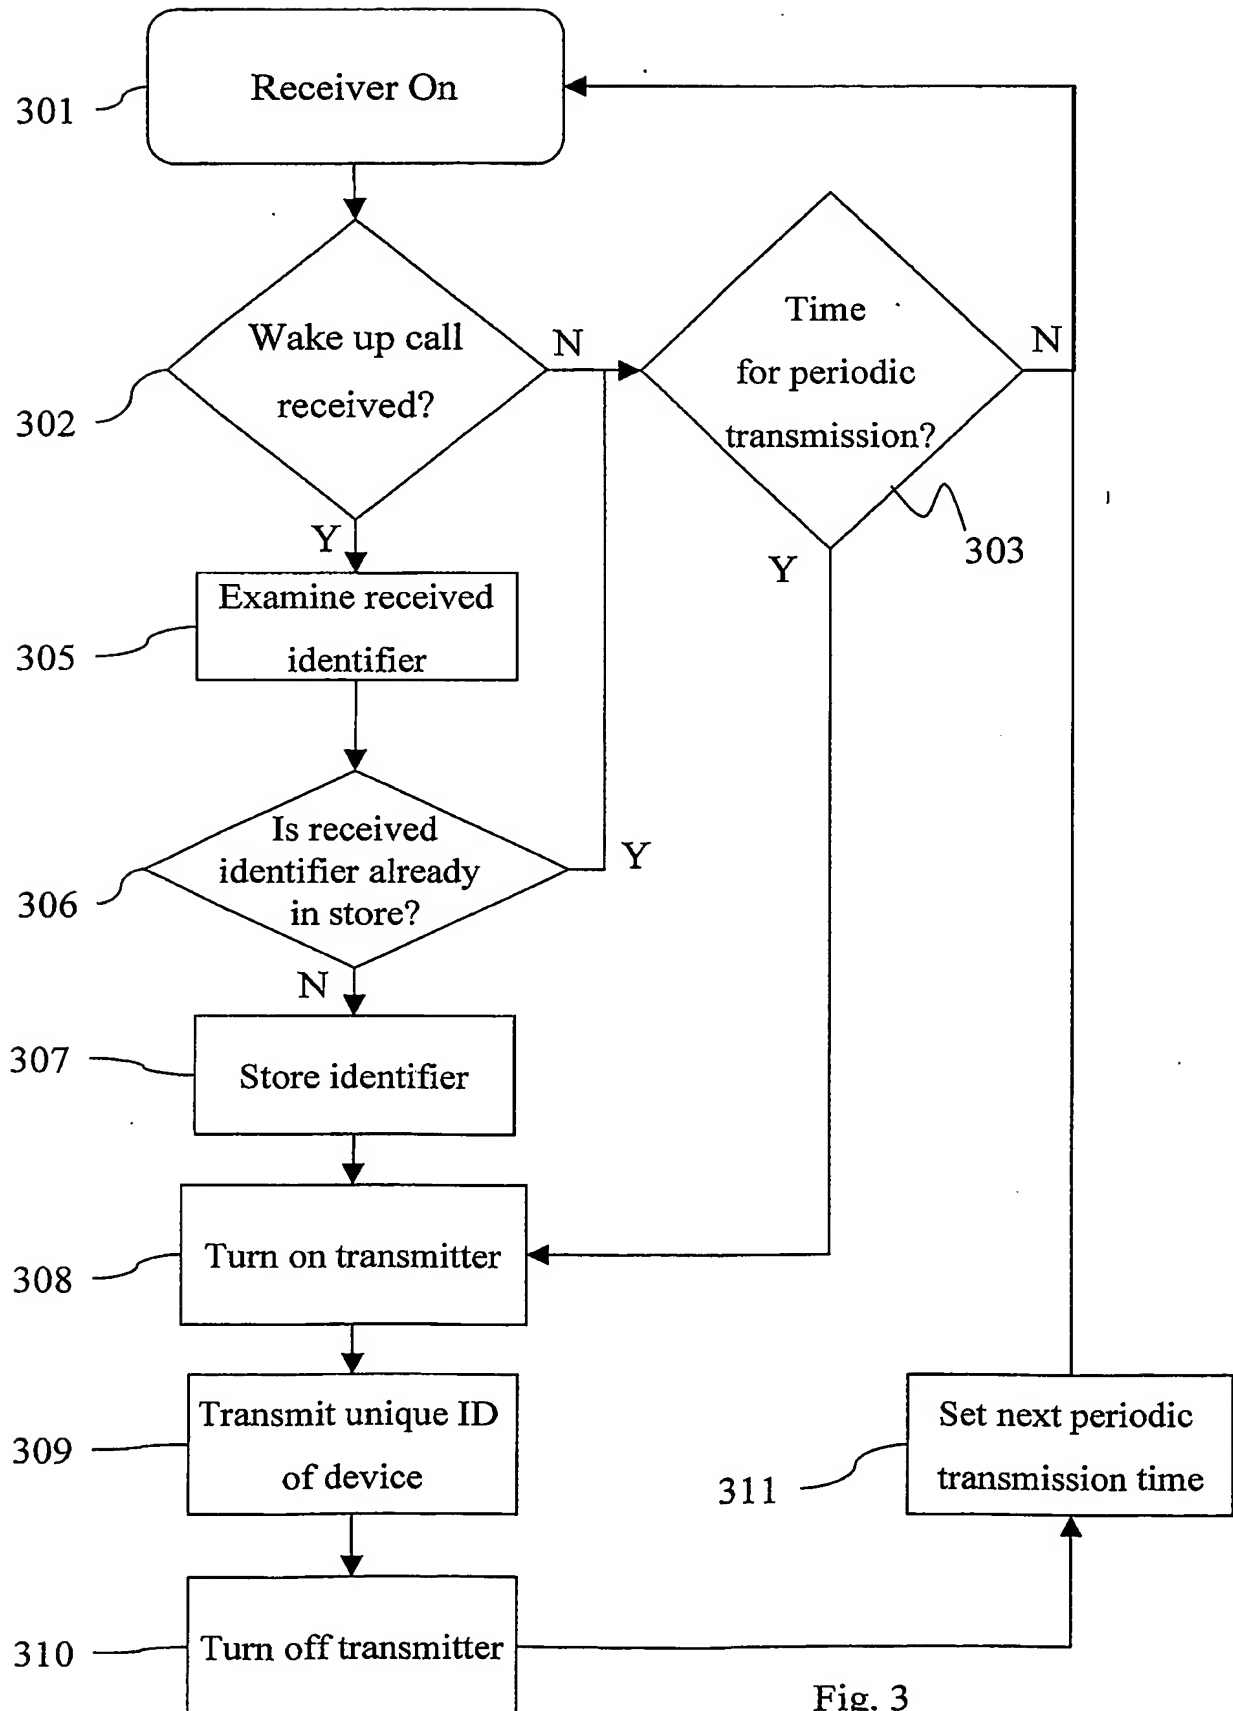 Receiver On
301
Wake up call
received?
302
N
Time
for periodic
transmission?
N
303
Y
Y
Examine received
identifier
305
Is received
identifier already
in store?
306
Y
N
307
Store identifier
Turn on transmitter
308
Transmit unique ID
of device
309
Set next periodic
transmission time
311
Turn off transmitter
310
Fig. 3